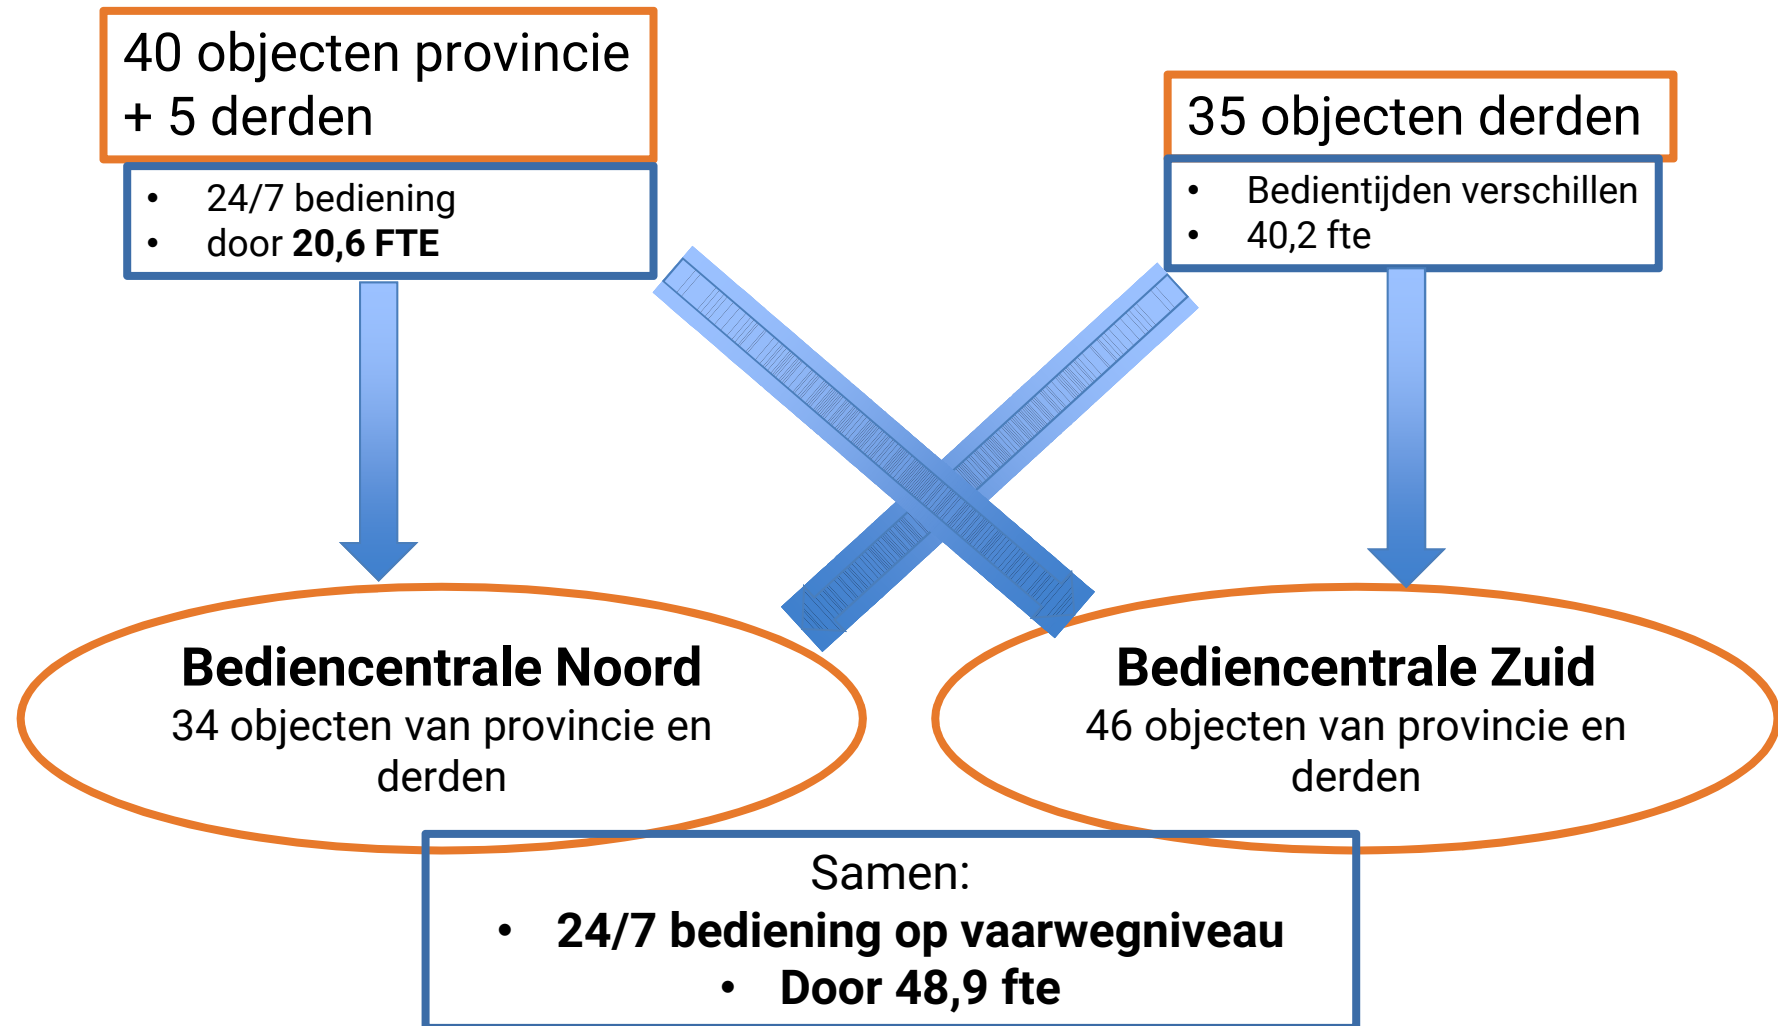 40 objecten provincie
+ 5 derden
• 24/7 bediening
• door 20,6 FTE
35 objecten derden
• Bedientijden verschillen
• 40,2 fte
Bediencentrale Noord
34 objecten van provincie en
derden
Bediencentrale Zuid
46 objecten van provincie en
derden
Samen:
• 24/7 bediening op vaarwegniveau
• Door 48,9 fte